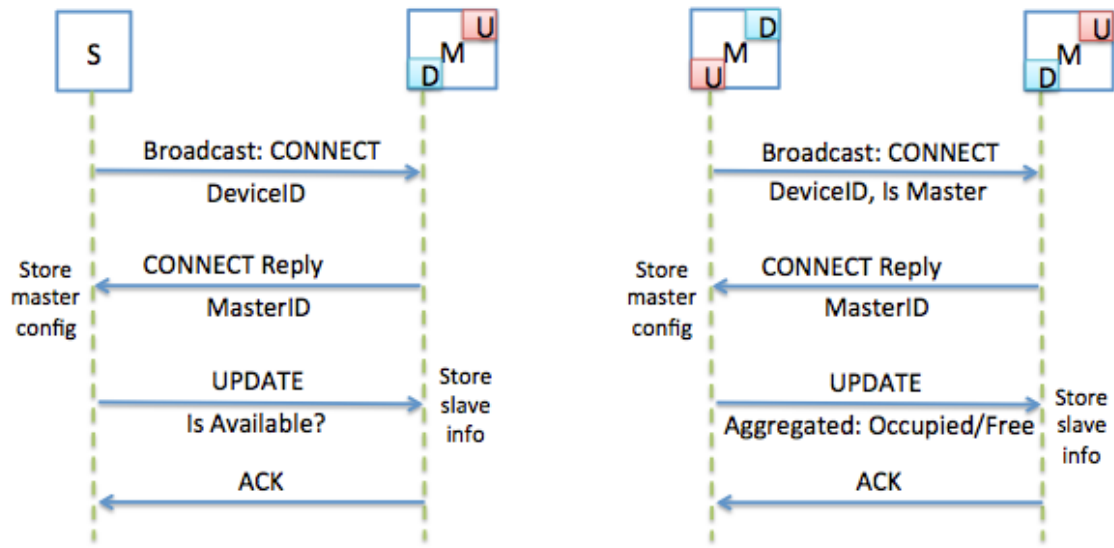 S
M
U
D
Broadcast: CONNECT
DeviceID
CONNECT Reply
MasterID
Store
master
config
UPDATE
Is Available?
Store
slave
info
ACK
D
M
U
U
M
D
Broadcast: CONNECT
DeviceID, Is Master
CONNECT Reply
MasterID
Store
master
config
UPDATE
Aggregated: Occupied/Free
Store
slave
info
ACK